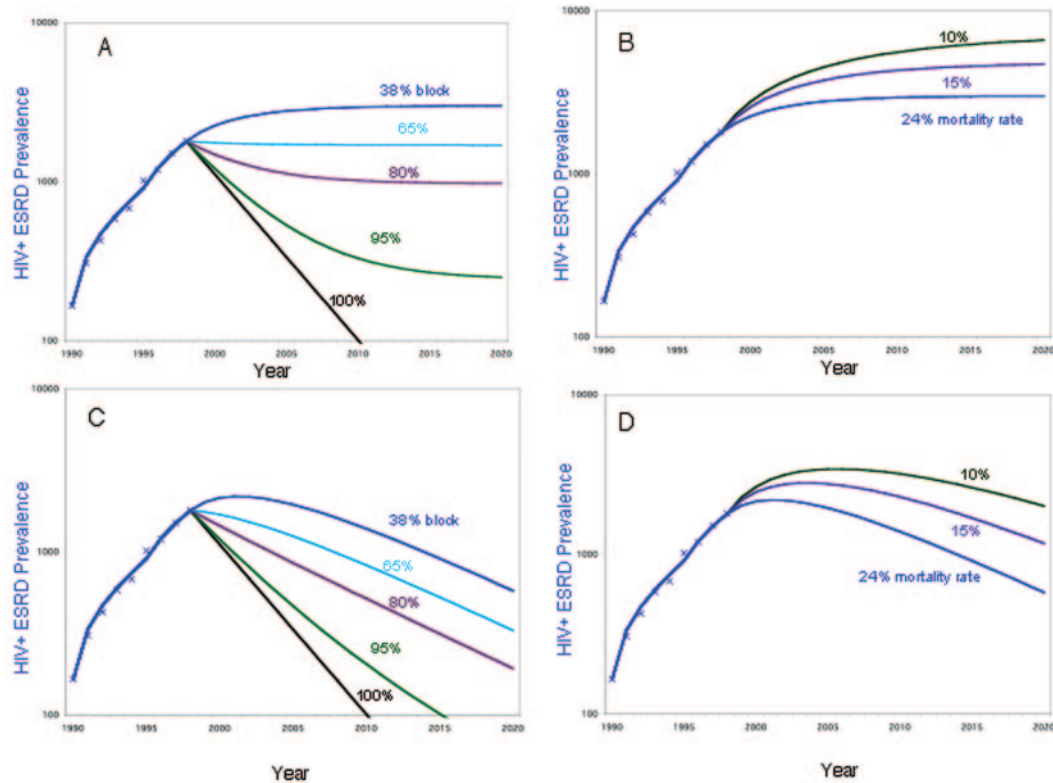 A
10000
1000
100
HIV+ ESRD Prevalence
38% block
65%
80%
95%
100%
1990 1995 2000 2005 2010 2015 2020
Year
B
10000
1000
100
HIV+ ESRD Prevalence
10%
15%
24% mortality rate
1990 1995 2000 2005 2010 2015 2020
Year
C
10000
1000
100
HIV+ ESRD Prevalence
38% block
65%
80%
95%
100%
1990 1995 2000 2005 2010 2015 2020
Year
D
10000
1000
100
HIV+ ESRD Prevalence
10%
15%
24% mortality rate
1990 1995 2000 2005 2010 2015 2020
Year